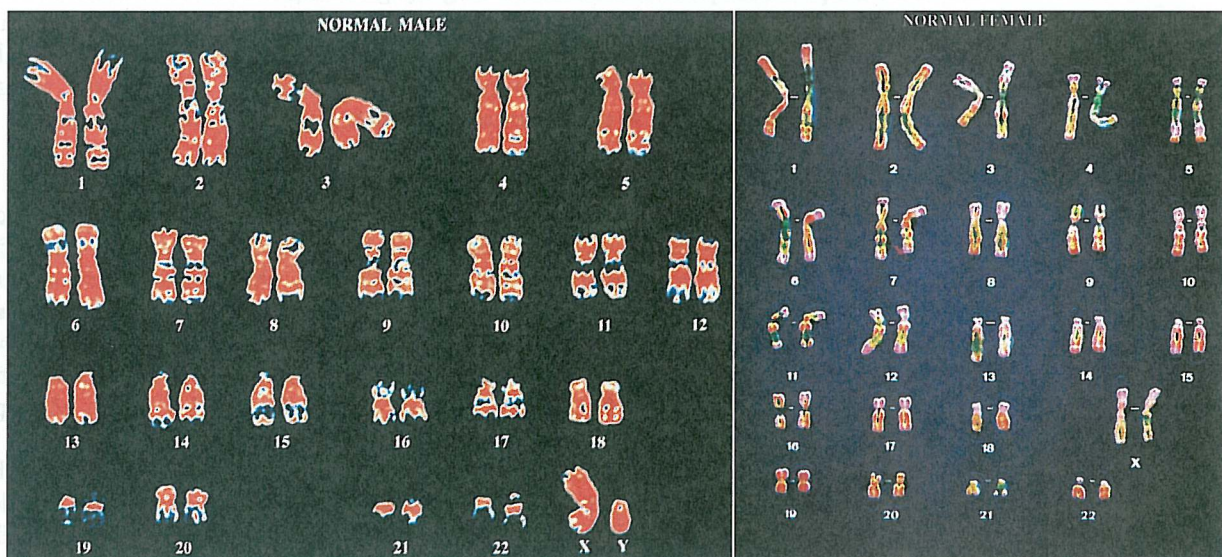 NORMAL MALE
1 2 3 4 5
6 7 8 9 10 11 12
13 14 15 16 17 18
19 20 21 22 X Y
NORMAL FEMALE
1 2 3 4 5
6 7 8 9 10
11 12 13 14 15
16 17 18 X
19 20 21 22